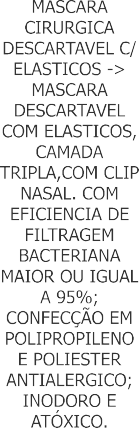 MASCARA
CIRURGICA
DESCARTAVEL C/
ELASTICOS ->
MASCARA
DESCARTAVEL
COM ELASTICOS,
CAMADA
TRIPLA,COM CLIP
NASAL. COM
EFICIENCIA DE
FILTRAGEM
BACTERIANA
MAIOR OU IGUAL
A 95%;
CONFECÇÃO EM
POLIPROPILENO
E POLIESTER
ANTIALERGICO;
INODORO E
ATÓXICO.